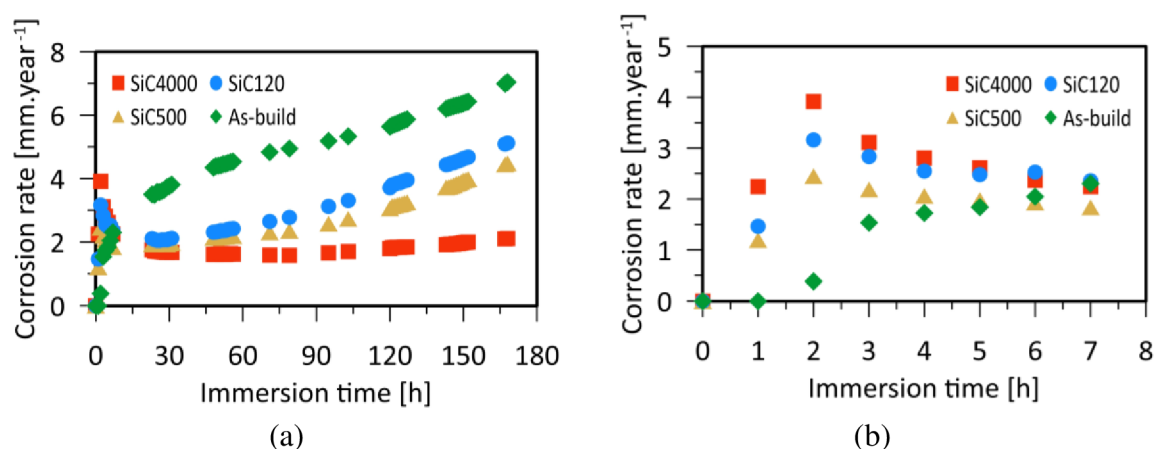 (a)
Corrosion rate [mm.year⁻¹]
8
6
4
2
0
SiC4000
SiC120
SiC500
As-build
0 30 60 90 120 150 180
Immersion time [h]
(a)
(b)
Corrosion rate [mm.year⁻¹]
5
4
3
2
1
0
SiC4000
SiC120
SiC500
As-build
0 1 2 3 4 5 6 7 8
Immersion time [h]
(b)